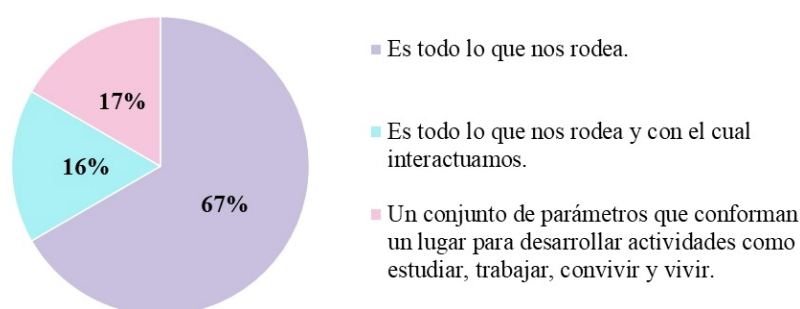 Es todo lo que nos rodea.
17%
Es todo lo que nos rodea y con el cual
interactuamos.
16%
67%
Un conjunto de parámetros que conforman
un lugar para desarrollar actividades como
estudiar, trabajar, convivir y vivir.